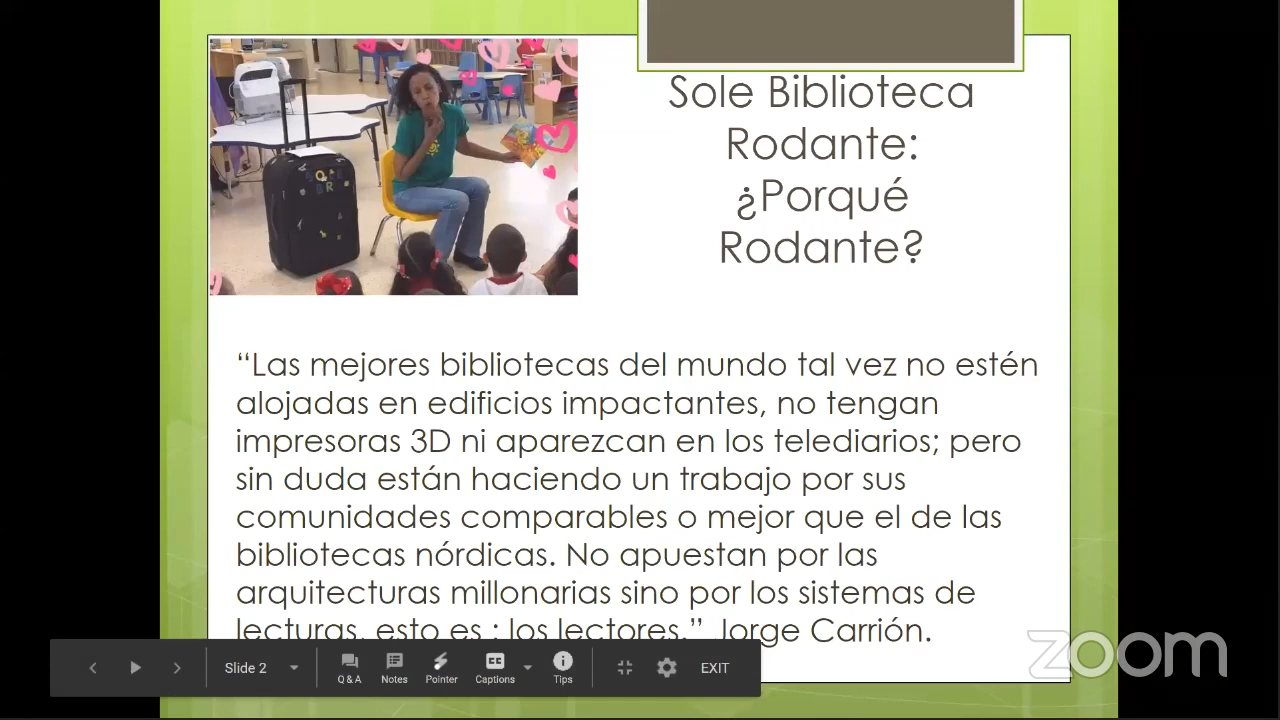 Sole Biblioteca
Rodante:
¿Porqué
Rodante?
“Las mejores bibliotecas del mundo tal vez no estén
alojadas en edificios impactantes, no tengan
impresoras 3D ni aparezcan en los telediarios; pero
sin duda están haciendo un trabajo por sus
comunidades comparables o mejor que el de las
bibliotecas nórdicas. No apuestan por las
arquitecturas millonarias sino por los sistemas de
lecturas, esto es : los lectores.” Jorge Carrión.
Slide 2
Q & A
Notes
Pointer
CC
Captions
Tips
EXIT
zoom